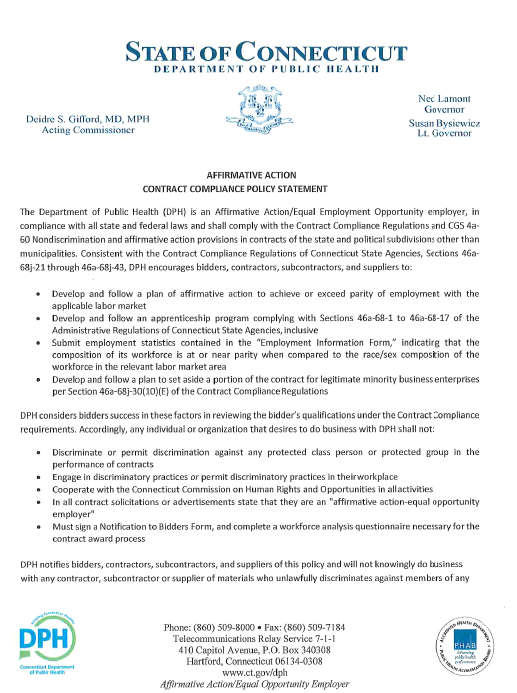 STATE OF CONNECTICUT
DEPARTMENT OF PUBLIC HEALTH
Deidre S. Gifford, MD, MPH
Acting Commissioner
Ned Lamont
Governor
Susan Bysiewicz
Lt. Governor
AFFIRMATIVE ACTION
CONTRACT COMPLIANCE POLICY STATEMENT
The Department of Public Health (DPH) is an Affirmative Action/Equal Employment Opportunity employer, in
compliance with all state and federal laws and shall comply with the Contract Compliance Regulations and CGS 4a-
60 Nondiscrimination and affirmative action provisions in contracts of the state and political subdivisions other than
municipalities. Consistent with the Contract Compliance Regulations of Connecticut State Agencies, Sections 46a-
68j-21 through 46a-68j-43, DPH encourages bidders, contractors, subcontractors, and suppliers to:
• Develop and follow a plan of affirmative action to achieve or exceed parity of employment with the
applicable labor market
• Develop and follow an apprenticeship program complying with Sections 46a-68-1 to 46a-68-17 of the
Administrative Regulations of Connecticut State Agencies, inclusive
• Submit employment statistics contained in the “Employment Information Form,” indicating that the
composition of its workforce is at or near parity when compared to the race/sex composition of the
workforce in the relevant labor market area
• Develop and follow a plan to set aside a portion of the contract for legitimate minority business enterprises
per Section 46a-68j-30(10)(E) of the Contract Compliance Regulations
DPH considers bidders success in these factors in reviewing the bidder's qualifications under the Contract Compliance
requirements. Accordingly, any individual or organization that desires to do business with DPH shall not:
• Discriminate or permit discrimination against any protected class person or protected group in the
performance of contracts
• Engage in discriminatory practices or permit discriminatory practices in their workplace
• Cooperate with the Connecticut Commission on Human Rights and Opportunities in all activities
• In all contract solicitations or advertisements state that they are an "affirmative action-equal opportunity
employer"
• Must sign a Notification to Bidders Form, and complete a workforce analysis questionnaire necessary for the
contract award process
DPH notifies bidders, contractors, subcontractors, and suppliers of this policy and will not knowingly do business
with any contractor, subcontractor or supplier of materials who unlawfully discriminates against members of any
DPH
Connecticut Department
of Public Health
Phone: (860) 509-8000 • Fax: (860) 509-7184
Telecommunications Relay Service 7-1-1
410 Capitol Avenue, P.O. Box 340308
Hartford, Connecticut 06134-0308
www.ct.gov/dph
Affirmative Action/Equal Opportunity Employer
PHAB